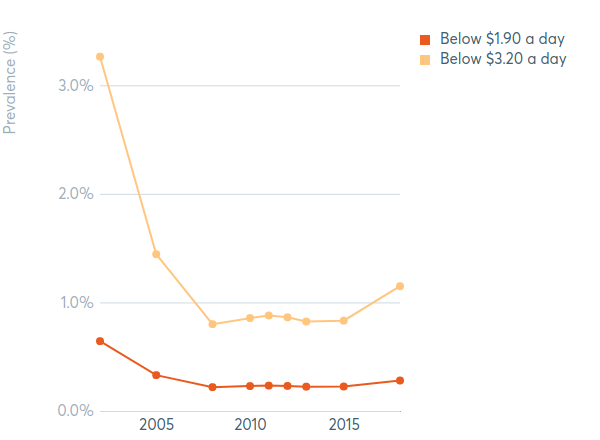 Prevalence (%)
Below $1.90 a day
Below $3.20 a day
3.0%
2.0%
1.0%
0.0%
2005 2010 2015